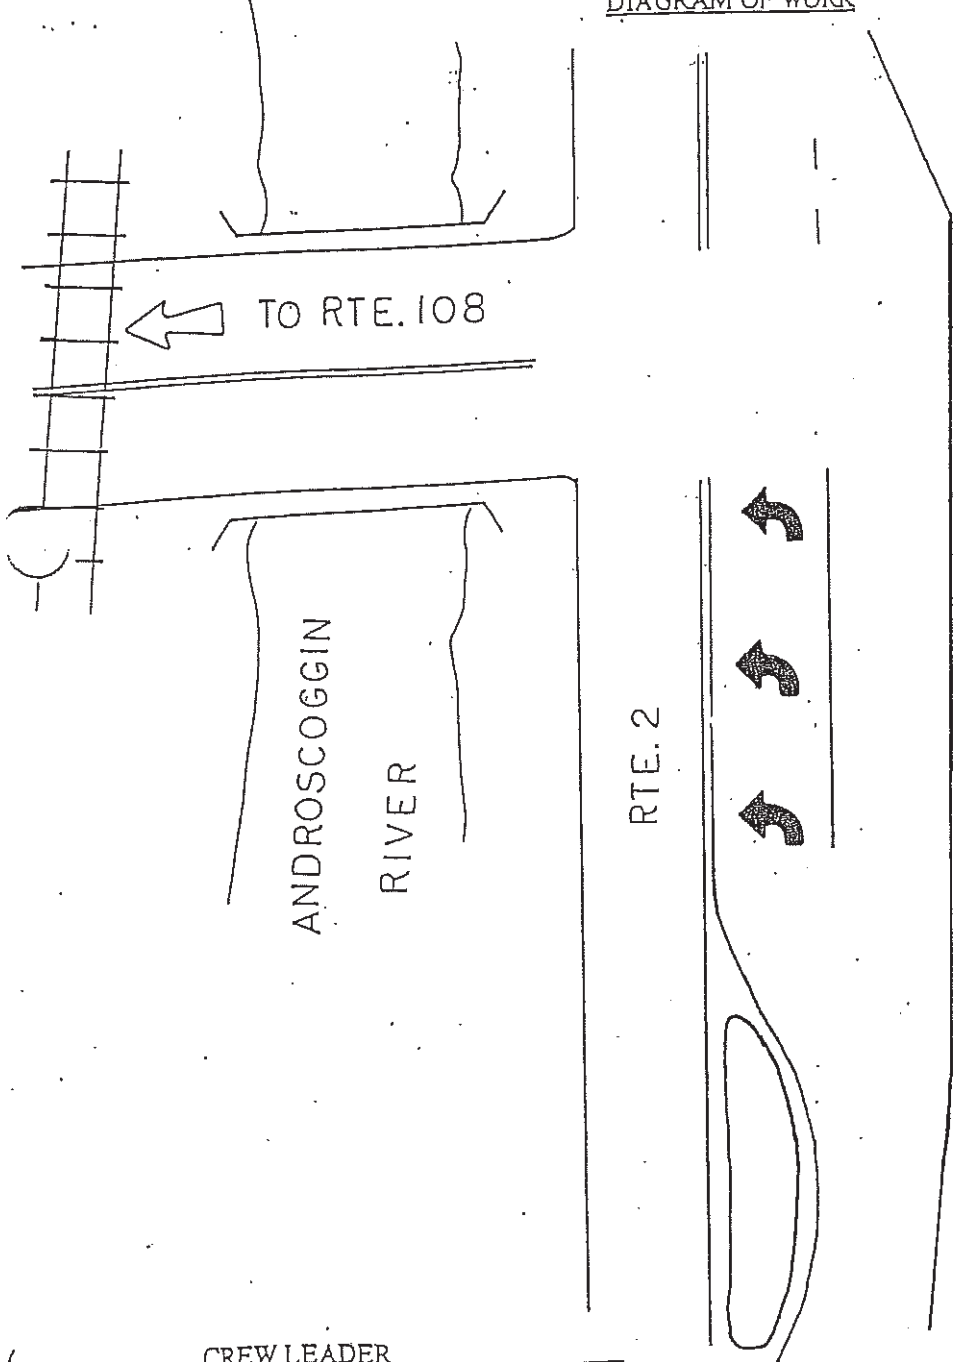 DIAGRAM OF WORK
TO RTE. 108
ANDROSCOGGIN
RIVER
RTE. 2
CREW LEADER